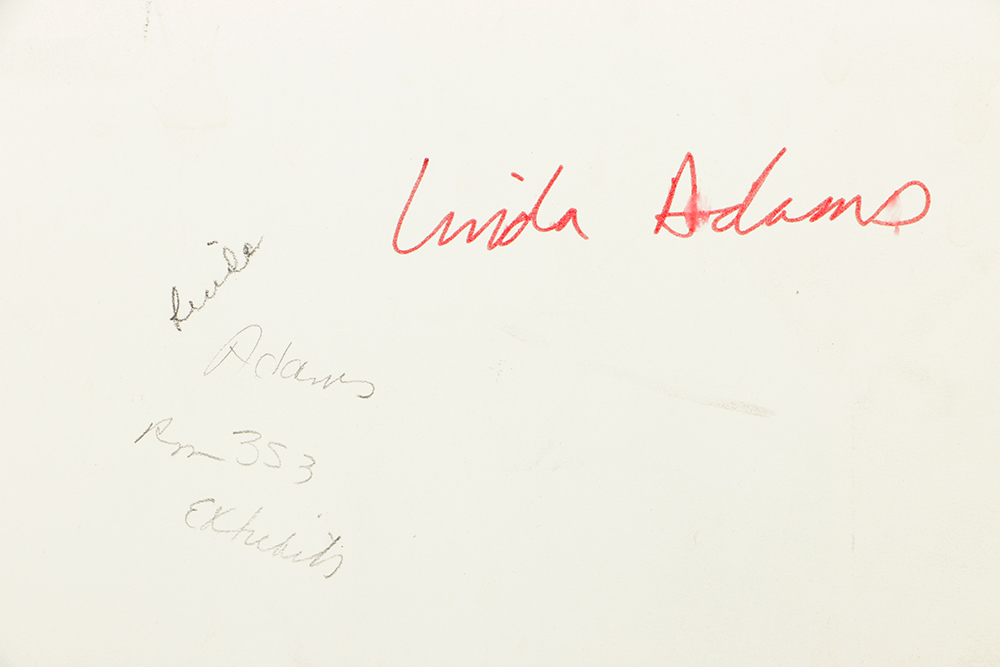 Linda Adams
Linda
Adams
Rm 353
Exhibits